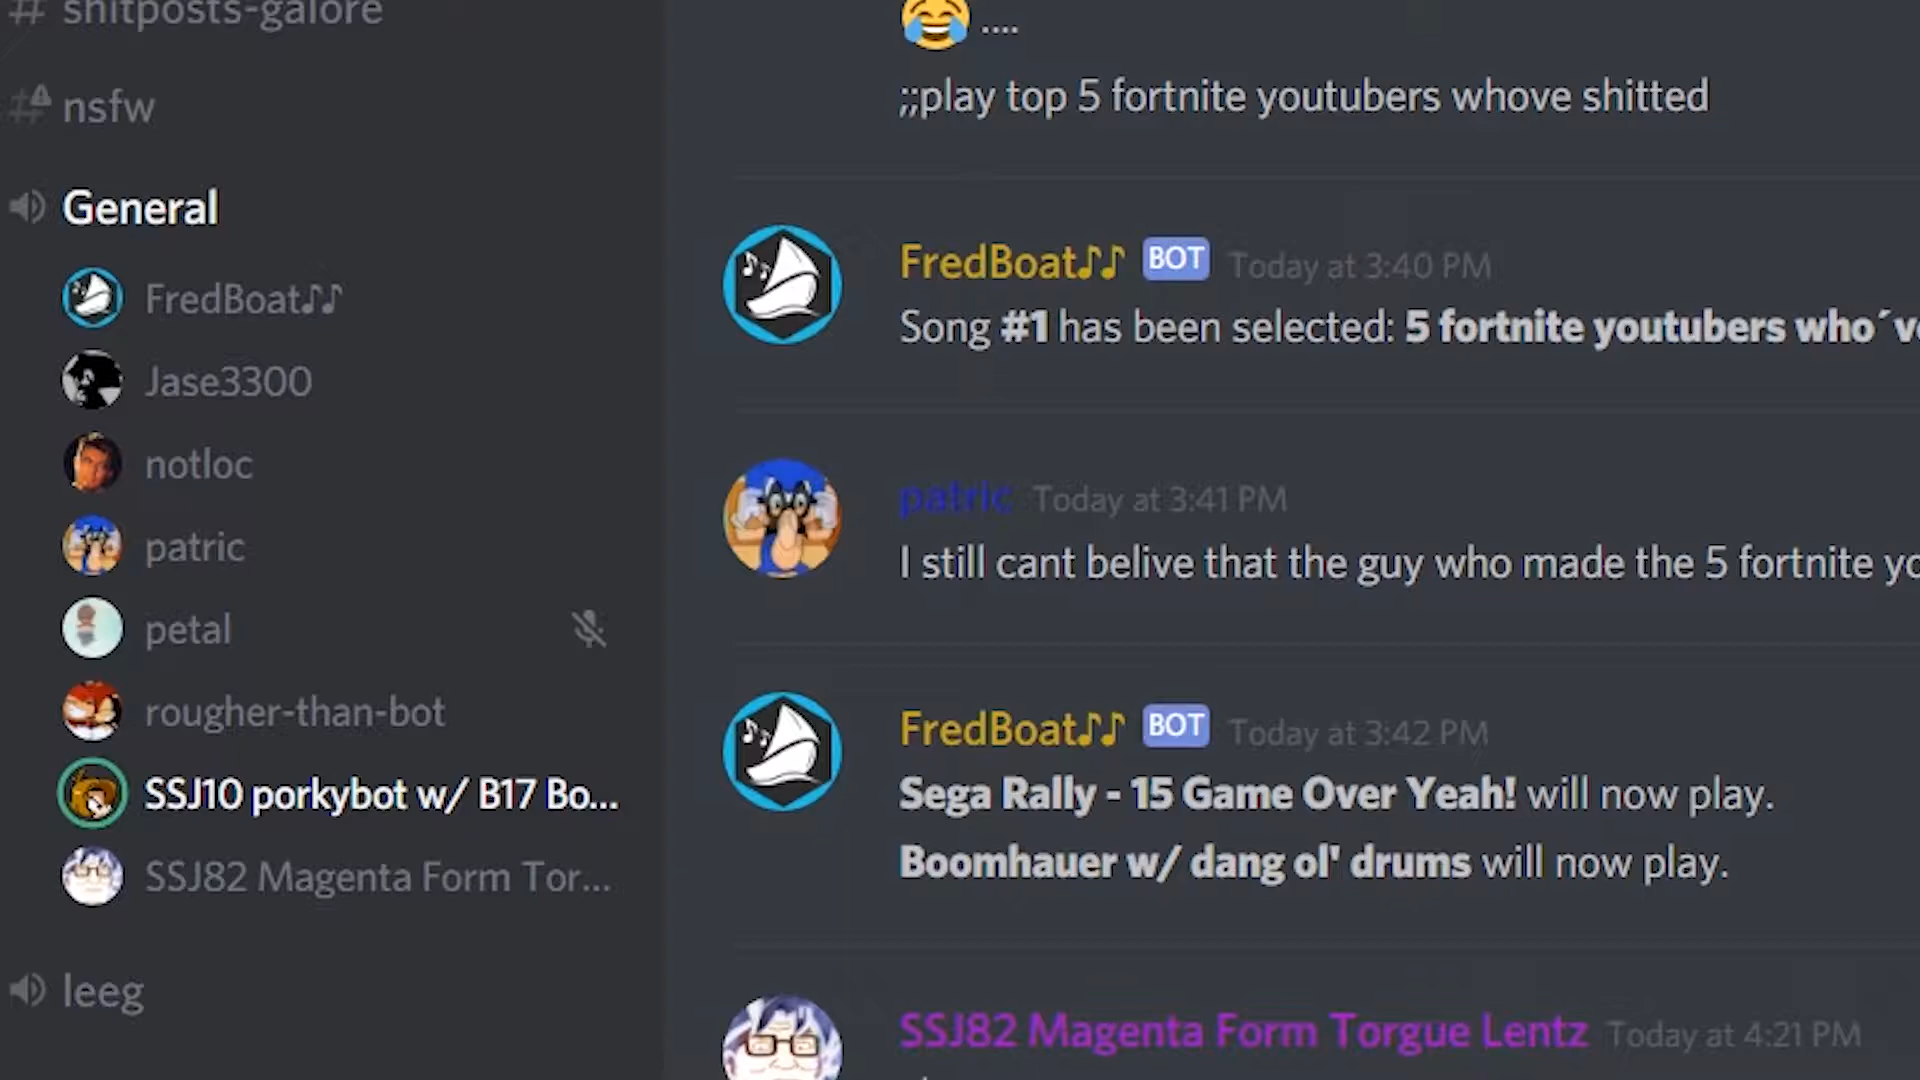 # shitposts-galore
nsfw
General
FredBoat♪♪
Jase3300
notloc
patric
petal
rougher-than-bot
SSJ10 porkybot w/ B17 Bo...
SSJ82 Magenta Form Tor...
leeg
....
;;play top 5 fortnite youtubers whove shitted
FredBoat♪♪ BOT Today at 3:40 PM
Song #1 has been selected: 5 fortnite youtubers who´ve
patric Today at 3:41 PM
I still cant belive that the guy who made the 5 fortnite yo
FredBoat♪♪ BOT Today at 3:42 PM
Sega Rally - 15 Game Over Yeah! will now play.
Boomhauer w/ dang ol' drums will now play.
SSJ82 Magenta Form Torgue Lentz Today at 4:21 PM